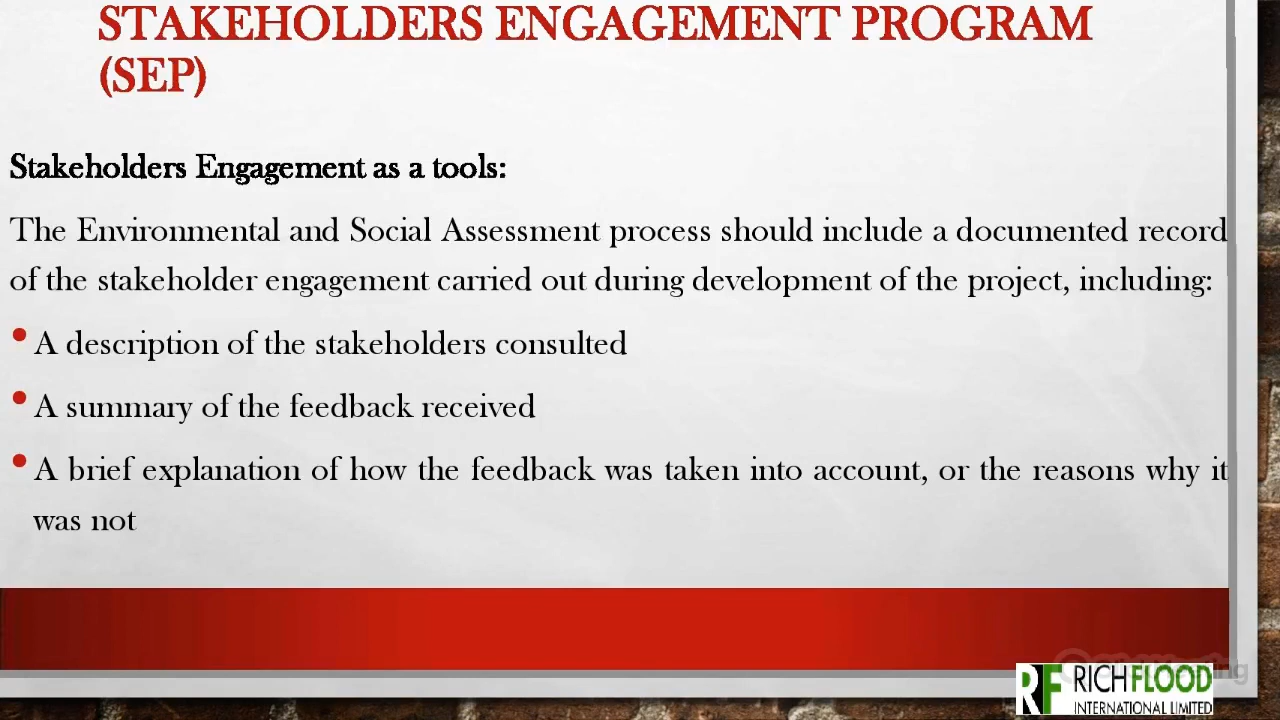 STAKEHOLDERS ENGAGEMENT PROGRAM
(SEP)
Stakeholders Engagement as a tools:
The Environmental and Social Assessment process should include a documented record
of the stakeholder engagement carried out during development of the project, including:
• A description of the stakeholders consulted
• A summary of the feedback received
• A brief explanation of how the feedback was taken into account, or the reasons why it
was not
RF RICHFLOOD
INTERNATIONAL LIMITED